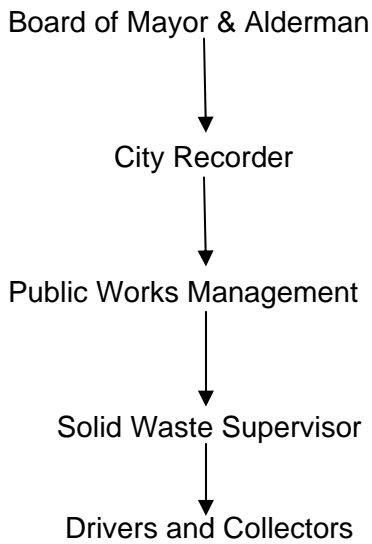 Board of Mayor & Alderman
City Recorder
Public Works Management
Solid Waste Supervisor
Drivers and Collectors